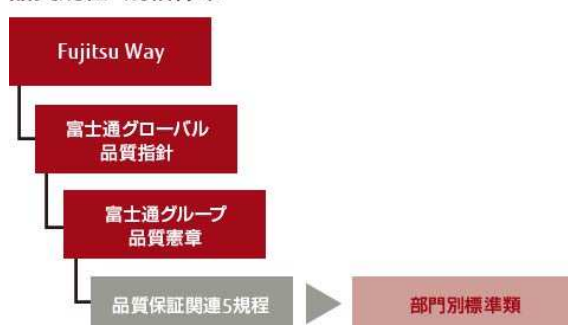 Fujitsu Way
富士通グローバル
品質指針
富士通グループ
品質憲章
品質保証関連5規程
部門別標準類